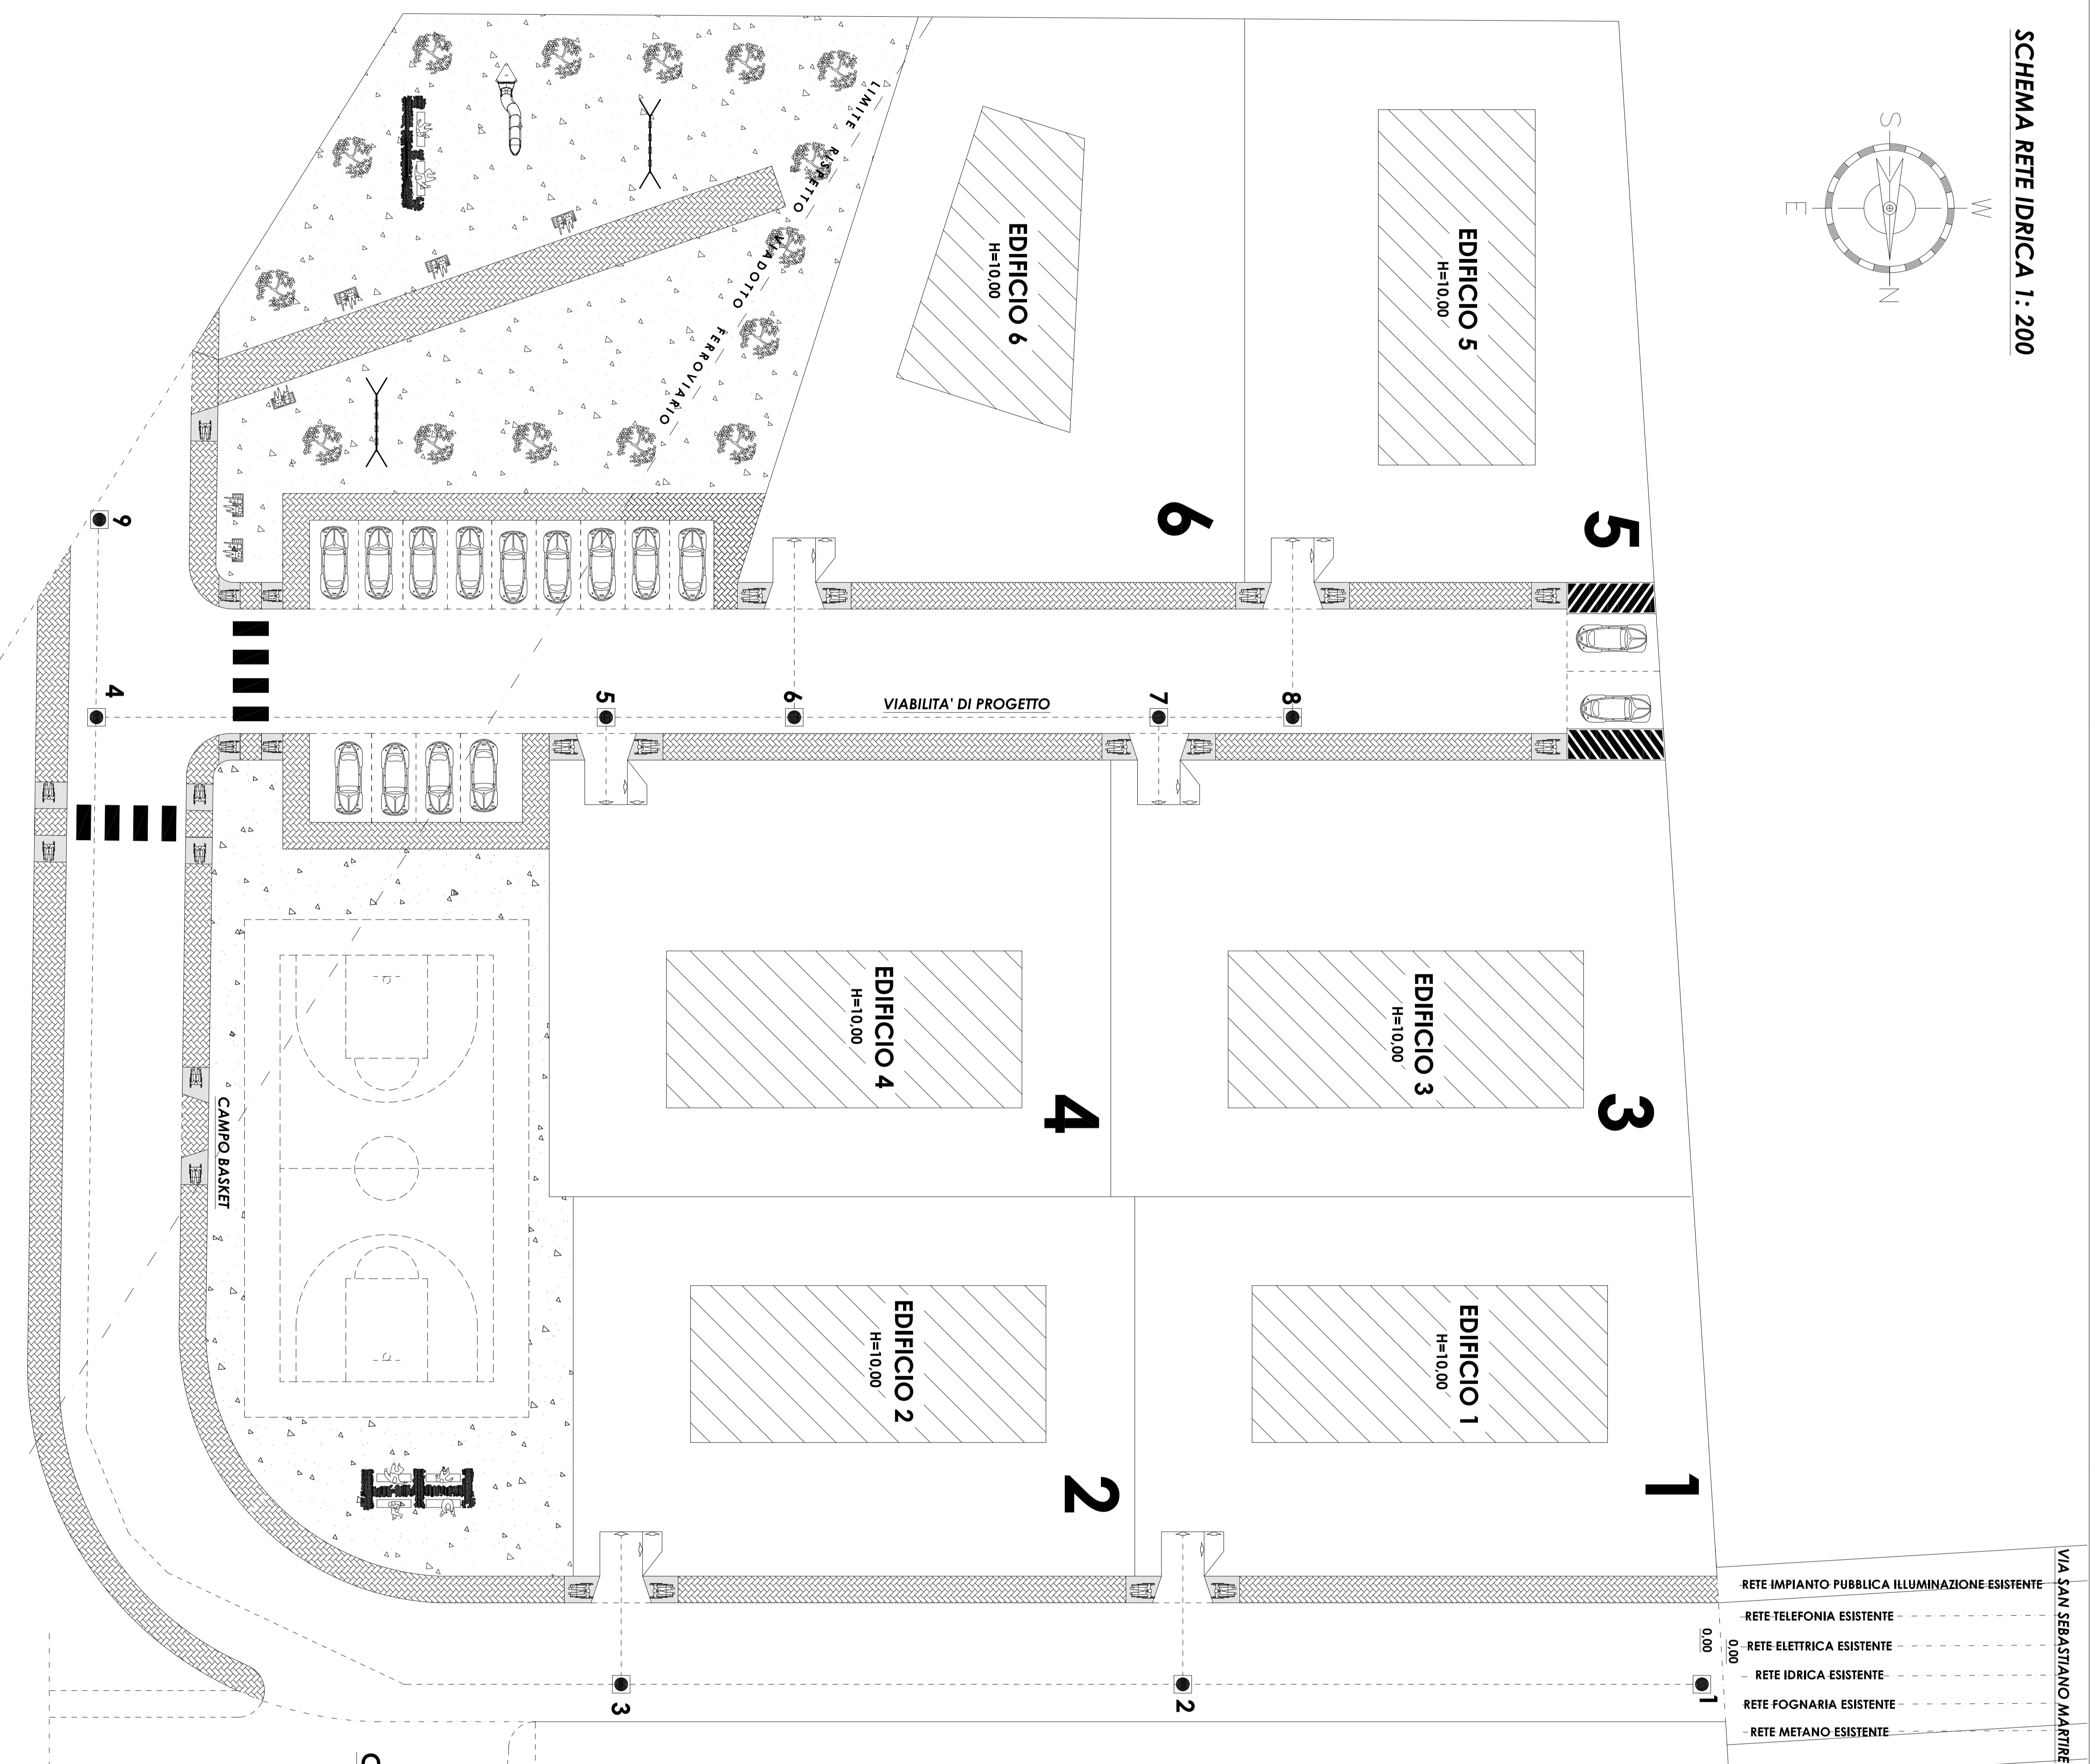 SCHEMA RETE IDRICA 1: 200
S
W
E
N
LIMITE RISPETTO VIADOTTO FERROVIARIO
EDIFICIO 6
H=10,00
EDIFICIO 5
H=10,00
6
5
9
4
5
6
7
8
VIABILITA' DI PROGETTO
EDIFICIO 4
H=10,00
4
EDIFICIO 3
H=10,00
3
CAMPO BASKET
EDIFICIO 2
H=10,00
2
EDIFICIO 1
H=10,00
1
VIA SAN SEBASTIANO MARTIRE
RETE IMPIANTO PUBBLICA ILLUMINAZIONE ESISTENTE
RETE TELEFONIA ESISTENTE
RETE ELETTRICA ESISTENTE
RETE IDRICA ESISTENTE
RETE FOGNARIA ESISTENTE
RETE METANO ESISTENTE
0,00
0,00
3
2
1